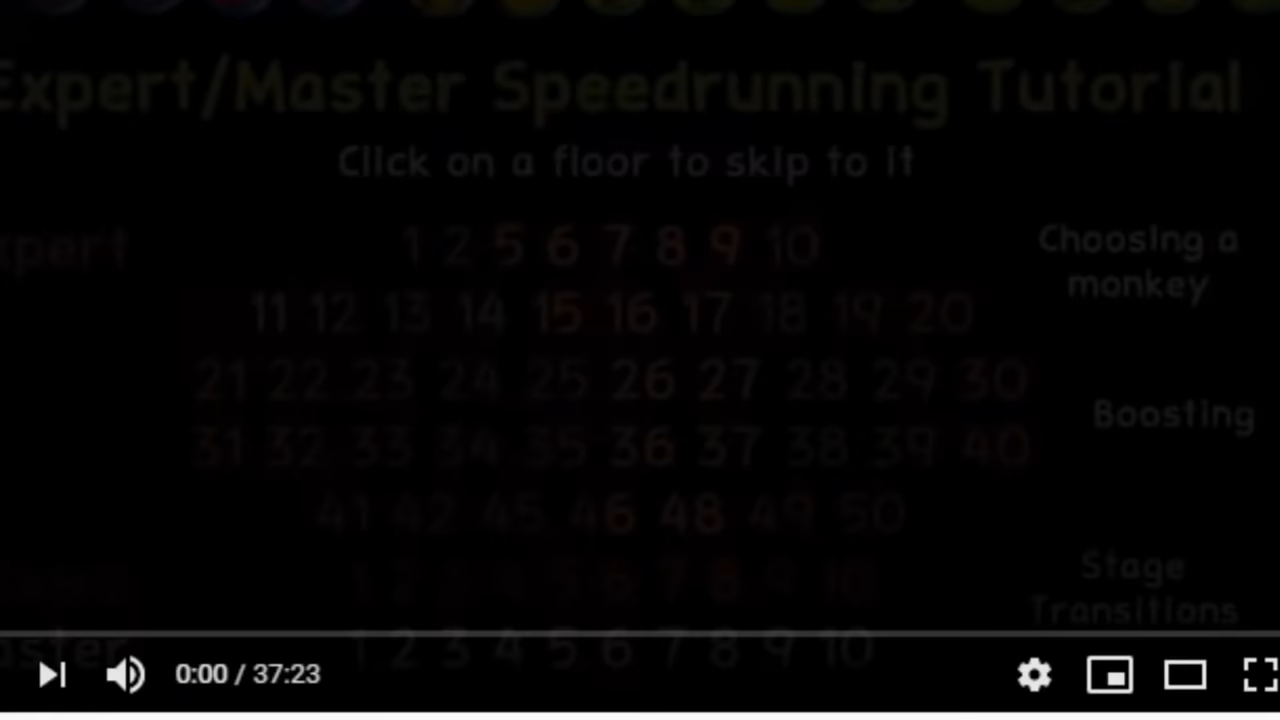 Expert/Master Speedrunning Tutorial
Click on a floor to skip to it
xpert 1 2 5 6 7 8 9 10
Choosing a
monkey
11 12 13 14 15 16 17 18 19 20
21 22 23 24 25 26 27 28 29 30
Boosting
31 32 33 34 35 36 37 38 39 40
41 42 45 46 48 49 50
Stage
Transitions
1 2 3 4 5 6 7 8 9 10
aster 1 2 3 4 5 6 7 8 9 10
0:00 / 37:23